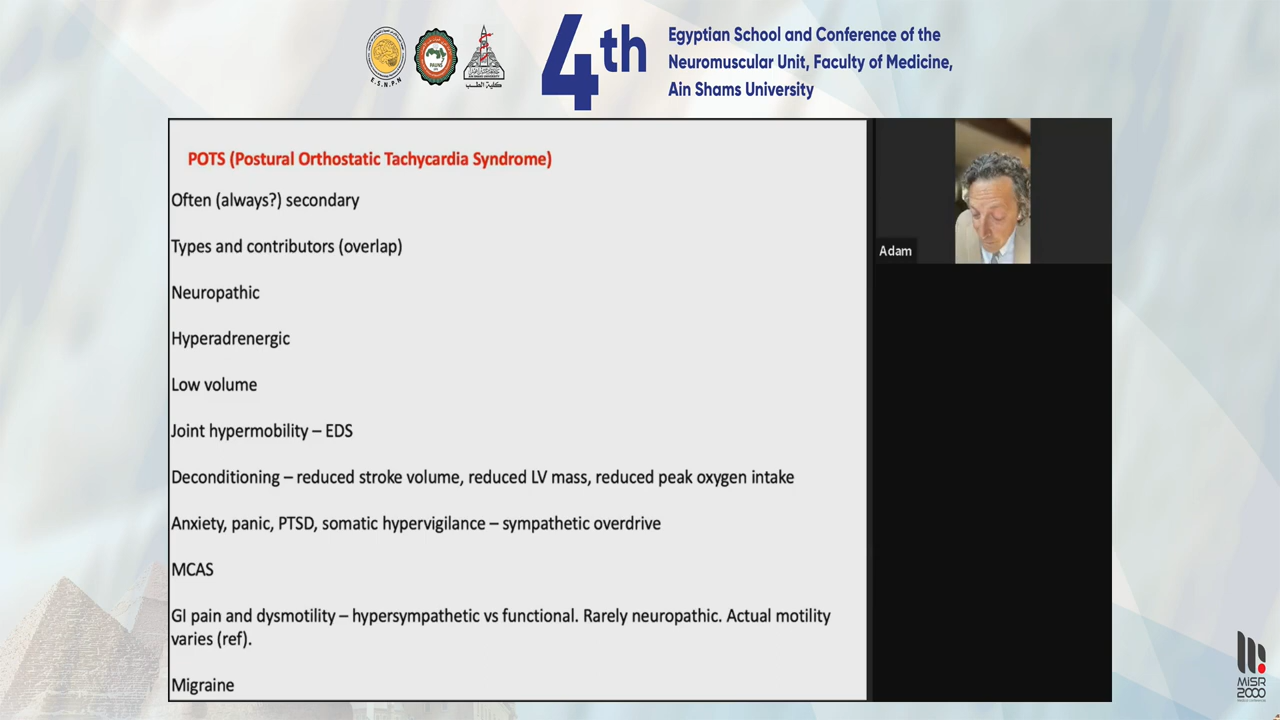 4th
Egyptian School and Conference of the
Neuromuscular Unit, Faculty of Medicine,
Ain Shams University
E.S.N.P.N
كلية الطب
POTS (Postural Orthostatic Tachycardia Syndrome)
Often (always?) secondary
Types and contributors (overlap)
Neuropathic
Hyperadrenergic
Low volume
Joint hypermobility – EDS
Deconditioning – reduced stroke volume, reduced LV mass, reduced peak oxygen intake
Anxiety, panic, PTSD, somatic hypervigilance – sympathetic overdrive
MCAS
GI pain and dysmotility – hypersympathetic vs functional. Rarely neuropathic. Actual motility
varies (ref).
Migraine
Adam
MiSR
2000